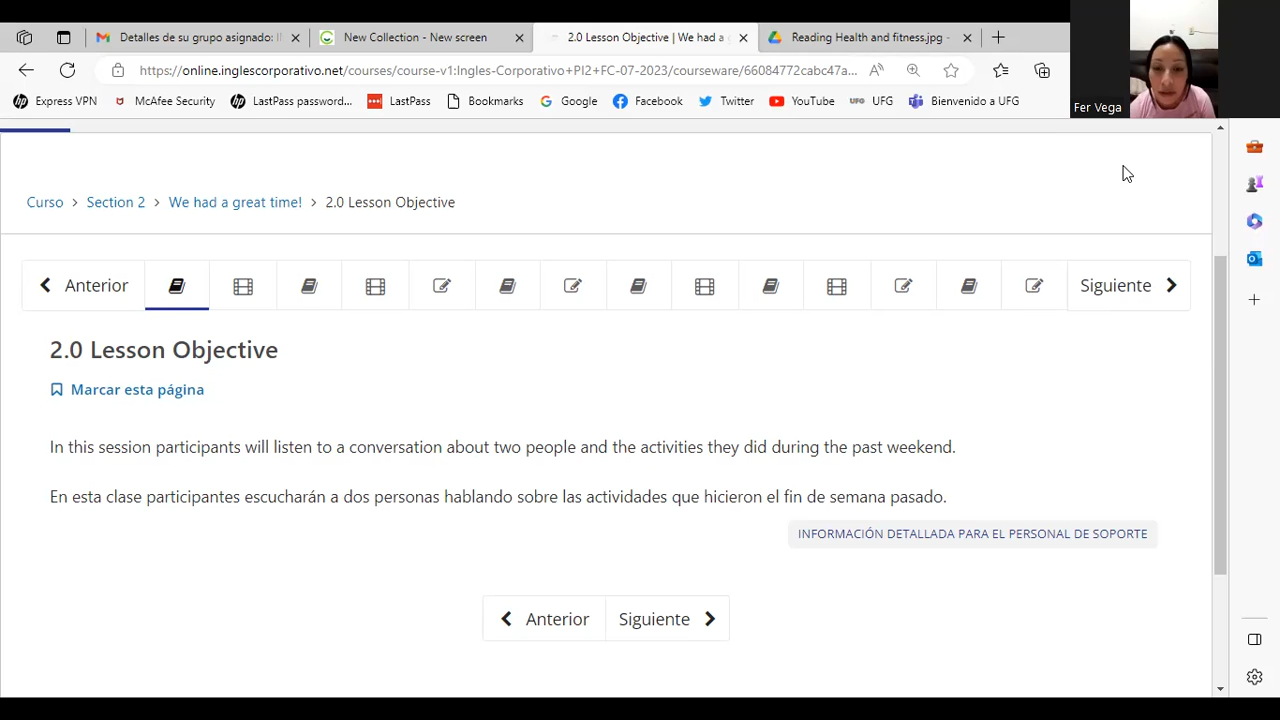 Detalles de su grupo asignado: II
New Collection - New screen
2.0 Lesson Objective | We had a
Reading Health and fitness.jpg -
https://online.inglescorporativo.net/courses/course-v1:Ingles-Corporativo+PI2+FC-07-2023/courseware/66084772cabc47a...
Express VPN
McAfee Security
LastPass password...
LastPass
Bookmarks
Google
Facebook
Twitter
YouTube
UFG
Bienvenido a UFG
Fer Vega
Curso > Section 2 > We had a great time! > 2.0 Lesson Objective
Anterior
Siguiente
2.0 Lesson Objective
Marcar esta página
In this session participants will listen to a conversation about two people and the activities they did during the past weekend.
En esta clase participantes escucharán a dos personas hablando sobre las actividades que hicieron el fin de semana pasado.
INFORMACIÓN DETALLADA PARA EL PERSONAL DE SOPORTE
Anterior
Siguiente